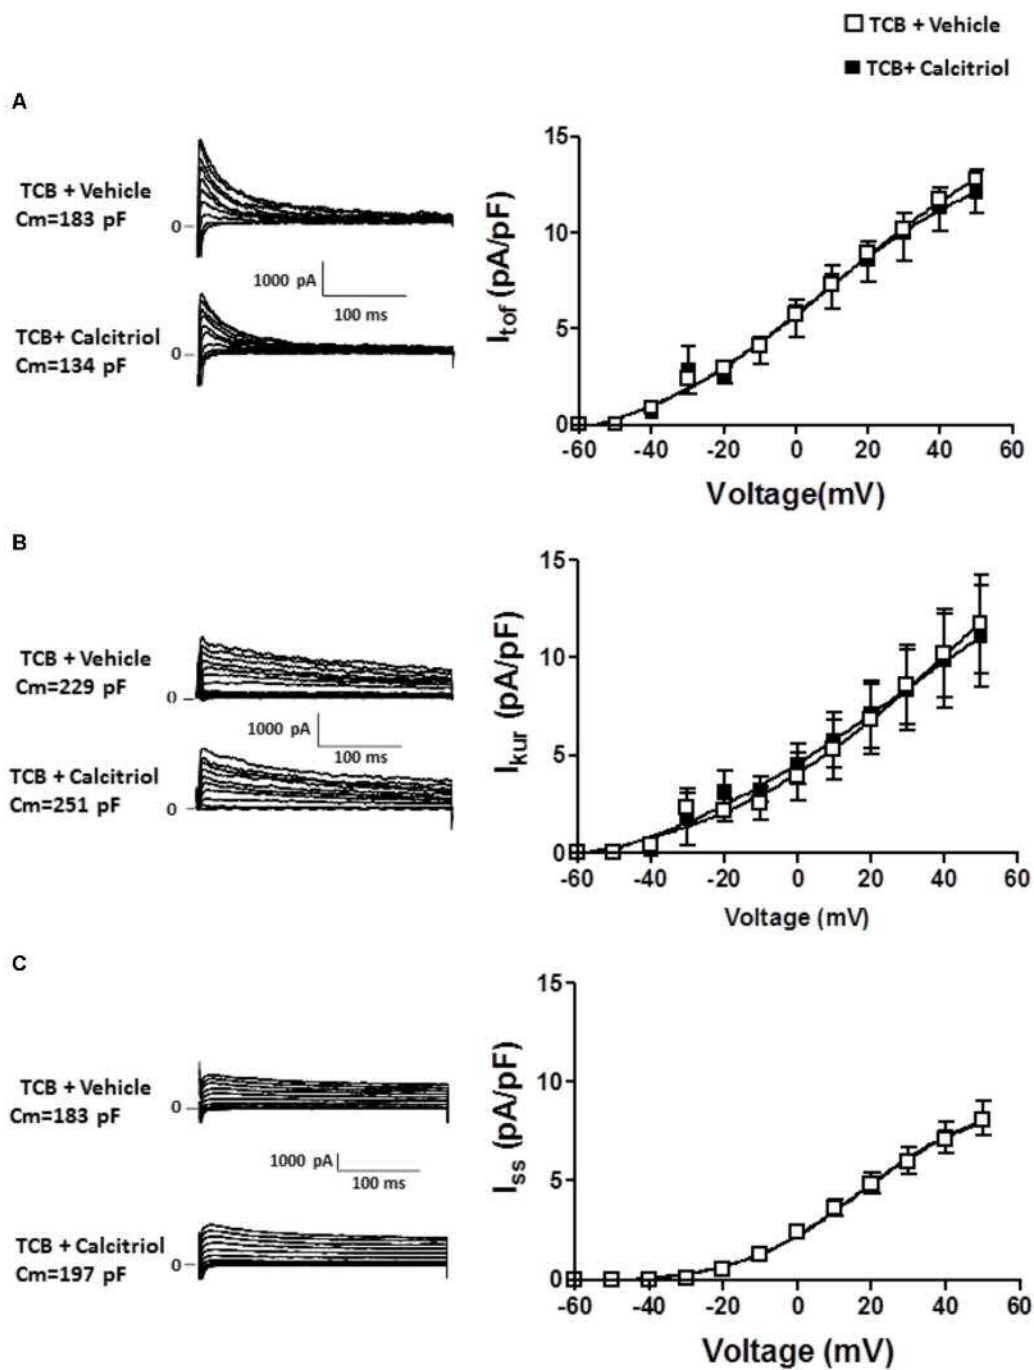 TCB + Vehicle
TCB+ Calcitriol
A
TCB + Vehicle
Cm=183 pF
0
1000 pA
100 ms
TCB+ Calcitriol
Cm=134 pF
0
Itof (pA/pF)
15
10
5
0
-60 -40 -20 0 20 40 60
Voltage(mV)
B
TCB + Vehicle
Cm=229 pF
0
1000 pA
100 ms
TCB + Calcitriol
Cm=251 pF
0
Ikur (pA/pF)
15
10
5
0
-60 -40 -20 0 20 40 60
Voltage (mV)
C
TCB + Vehicle
Cm=183 pF
0
1000 pA
100 ms
TCB + Calcitriol
Cm=197 pF
0
Iss (pA/pF)
15
10
5
0
-60 -40 -20 0 20 40 60
Voltage (mV)